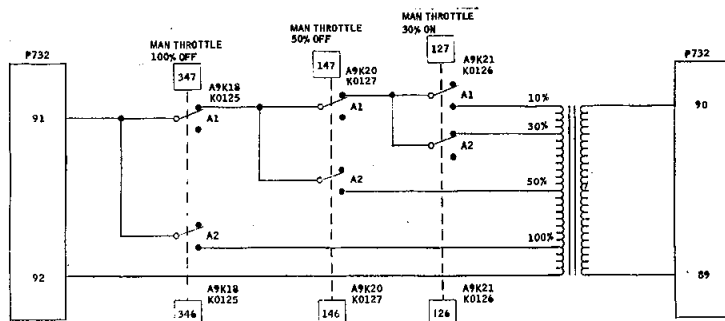 P732
MAN THROTTLE
100% OFF
347
A9K18
K0125
MAN THROTTLE
50% OFF
147
A9K20
K0127
MAN THROTTLE
30% ON
127
A9K21
K0126
P732
91
A1
A1
A1
10%
90
A2
30%
A2
50%
A2
100%
92
89
346
A9K18
K0125
146
A9K20
K0127
126
A9K21
K0126